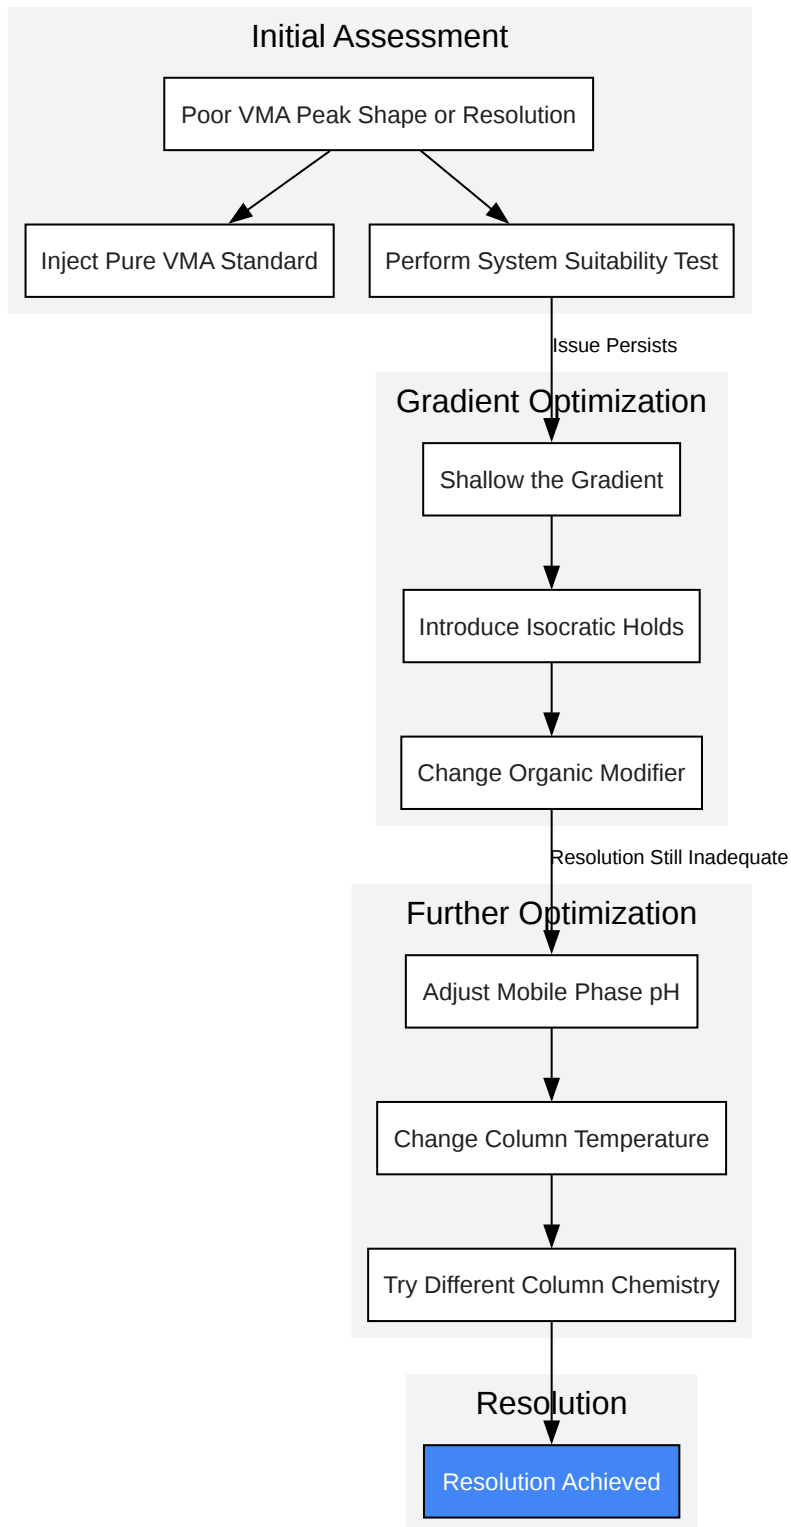 Initial Assessment
Poor VMA Peak Shape or Resolution
Inject Pure VMA Standard
Perform System Suitability Test
Issue Persists
Gradient Optimization
Shallow the Gradient
Introduce Isocratic Holds
Change Organic Modifier
Resolution Still Inadequate
Further Optimization
Adjust Mobile Phase pH
Change Column Temperature
Try Different Column Chemistry
Resolution
Resolution Achieved